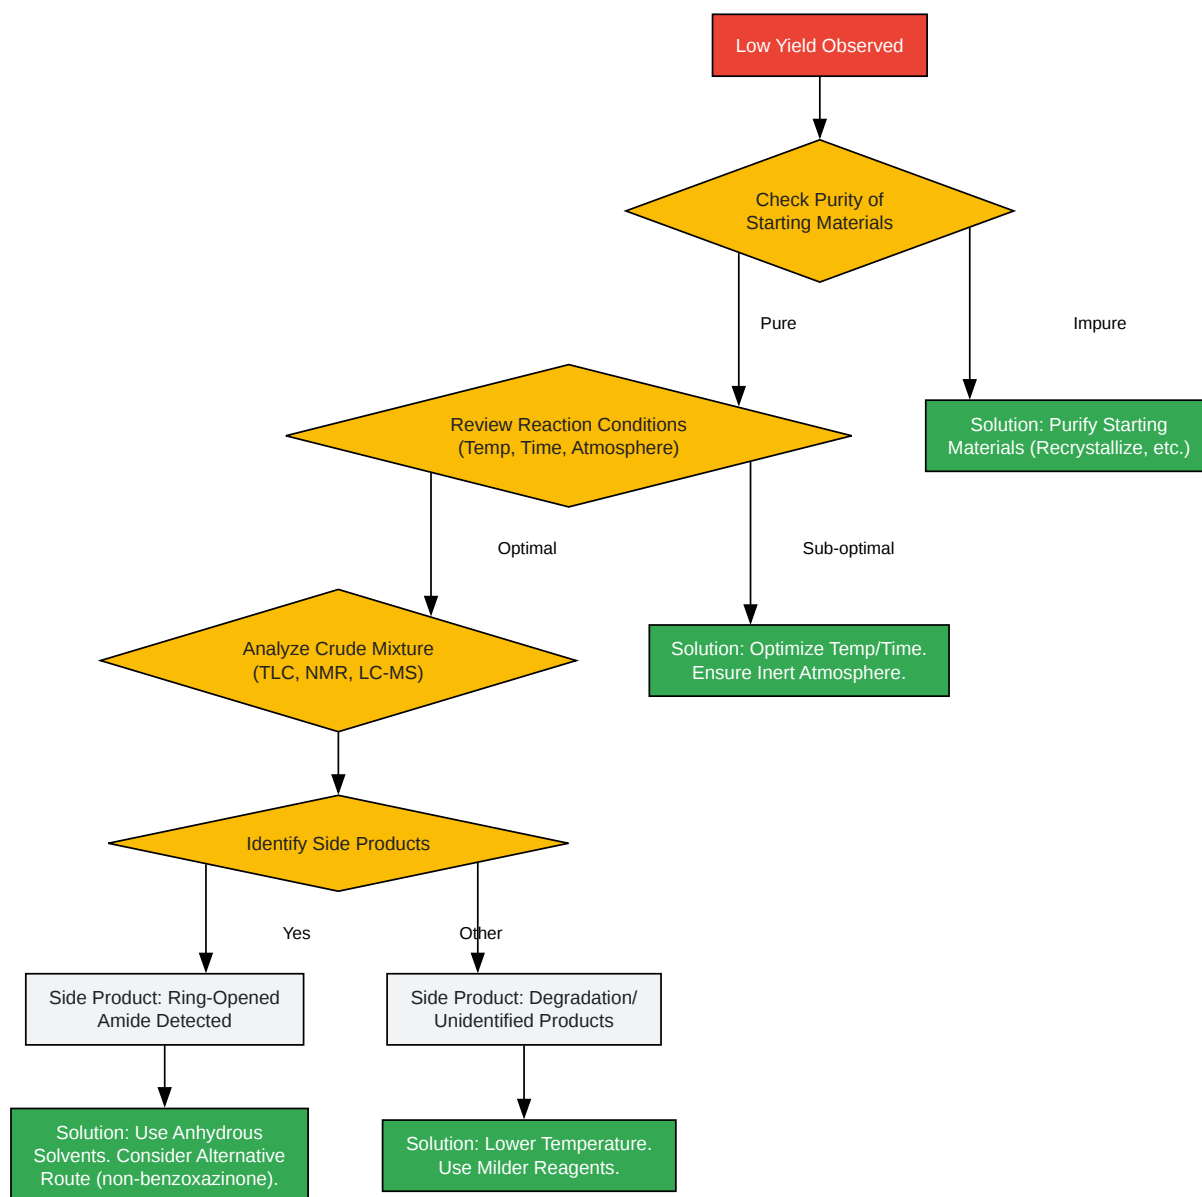 Low Yield Observed
Check Purity of
Starting Materials
Pure
Impure
Review Reaction Conditions
(Temp, Time, Atmosphere)
Solution: Purify Starting
Materials (Recrystallize, etc.)
Optimal
Sub-optimal
Analyze Crude Mixture
(TLC, NMR, LC-MS)
Solution: Optimize Temp/Time.
Ensure Inert Atmosphere.
Identify Side Products
Yes
Other
Side Product: Ring-Opened
Amide Detected
Side Product: Degradation/
Unidentified Products
Solution: Use Anhydrous
Solvents. Consider Alternative
Route (non-benzoxazinone).
Solution: Lower Temperature.
Use Milder Reagents.